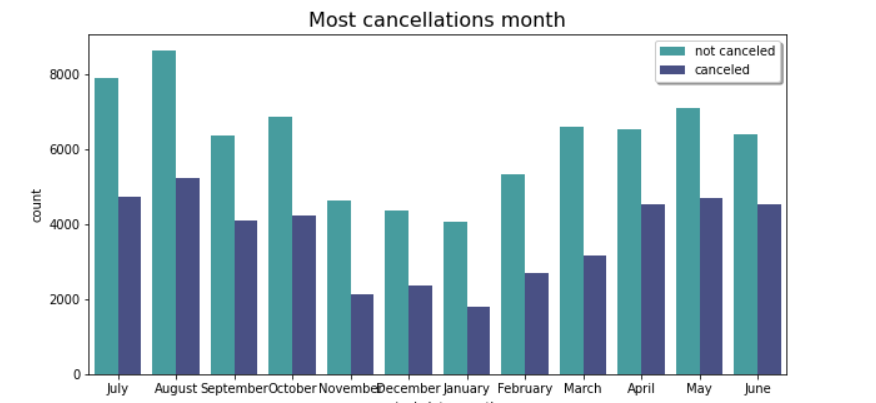 Most cancellations month
not canceled
canceled
count
8000
6000
4000
2000
0
July August September October November December January February March April May June